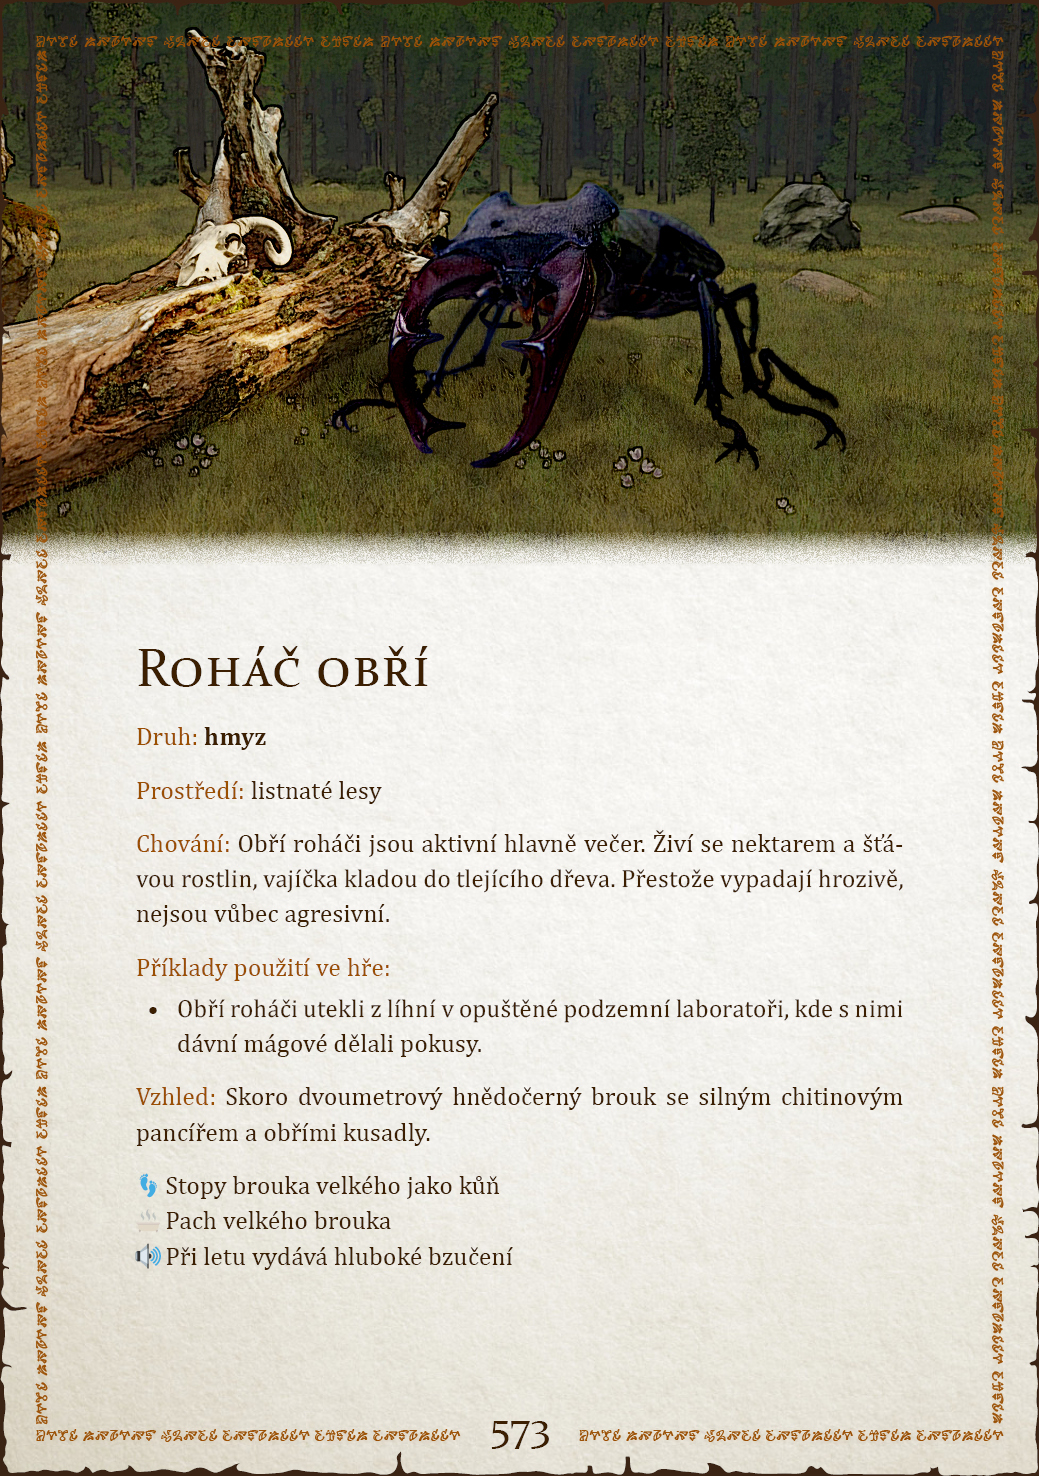 Roháč obří
Druh: hmyz
Prostředí: listnaté lesy
Chování: Obří roháči jsou aktivní hlavně večer. Živí se nektarem a šťá-
vou rostlin, vajíčka kladou do tlejícího dřeva. Přestože vypadají hrozivě,
nejsou vůbec agresivní.
Příklady použití ve hře:
• Obří roháči utekli z líhní v opuštěné podzemní laboratoři, kde s nimi
dávní mágové dělali pokusy.
Vzhled: Skoro dvoumetrový hnědočerný brouk se silným chitinovým
pancířem a obřími kusadly.
Stopy brouka velkého jako kůň
Pach velkého brouka
Při letu vydává hluboké bzučení
573